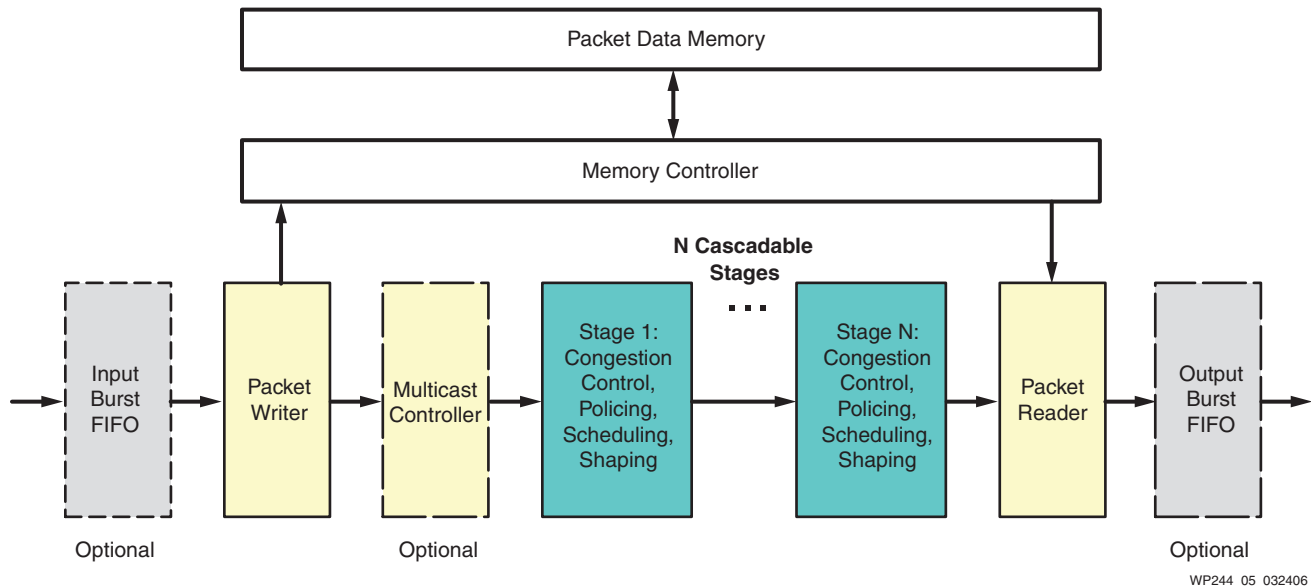 Packet Data Memory
Memory Controller
N Cascadable
Stages
...
Input
Burst
FIFO
Packet
Writer
Multicast
Controller
Stage 1:
Congestion
Control,
Policing,
Scheduling,
Shaping
Stage N:
Congestion
Control,
Policing,
Scheduling,
Shaping
Packet
Reader
Output
Burst
FIFO
Optional
Optional
Optional
WP244_05_032406